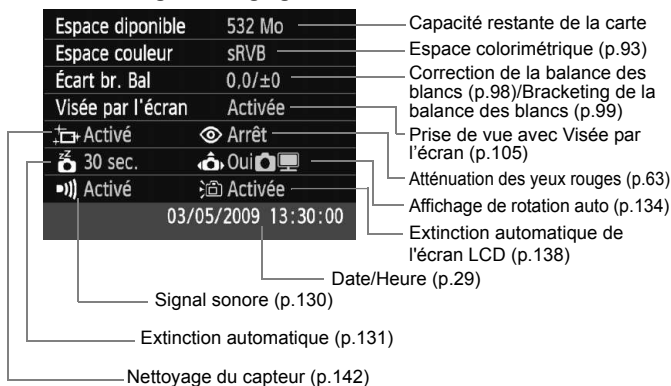 Espace diponible 532 Mo
Espace couleur sRVB
Écart br. Bal 0,0/±0
Visée par l'écran Activée
Activé Arrêt
30 sec. Oui
Activé Activée
03/05/2009 13:30:00
Capacité restante de la carte
Espace colorimétrique (p.93)
Correction de la balance des
blancs (p.98)/Bracketing de la
balance des blancs (p.99)
Prise de vue avec Visée par
l’écran (p.105)
Atténuation des yeux rouges (p.63)
Affichage de rotation auto (p.134)
Extinction automatique de
l'écran LCD (p.138)
Date/Heure (p.29)
Signal sonore (p.130)
Extinction automatique (p.131)
Nettoyage du capteur (p.142)